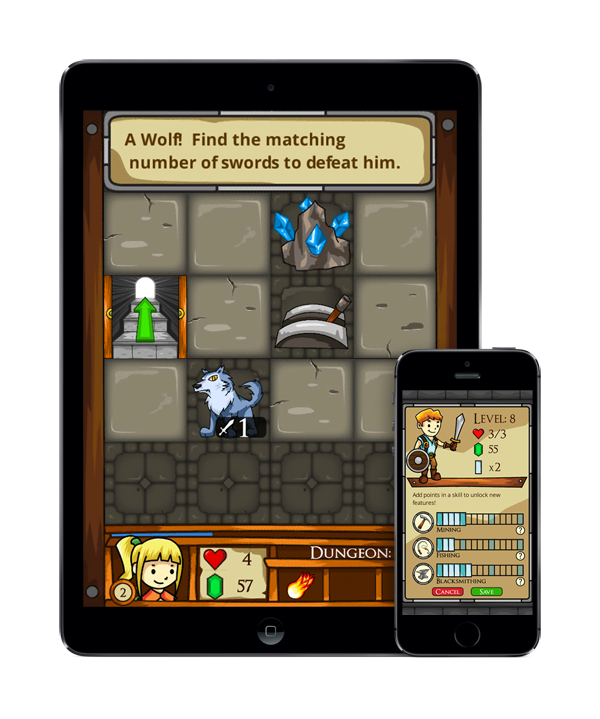 A Wolf! Find the matching
number of swords to defeat him.
1
4
DUNGEON:
57
2
LEVEL: 8
3/3
55
x2
Add points in a skill to unlock new
features!
MINING
?
FISHING
?
BLACKSMITHING
?
CANCEL
SAVE